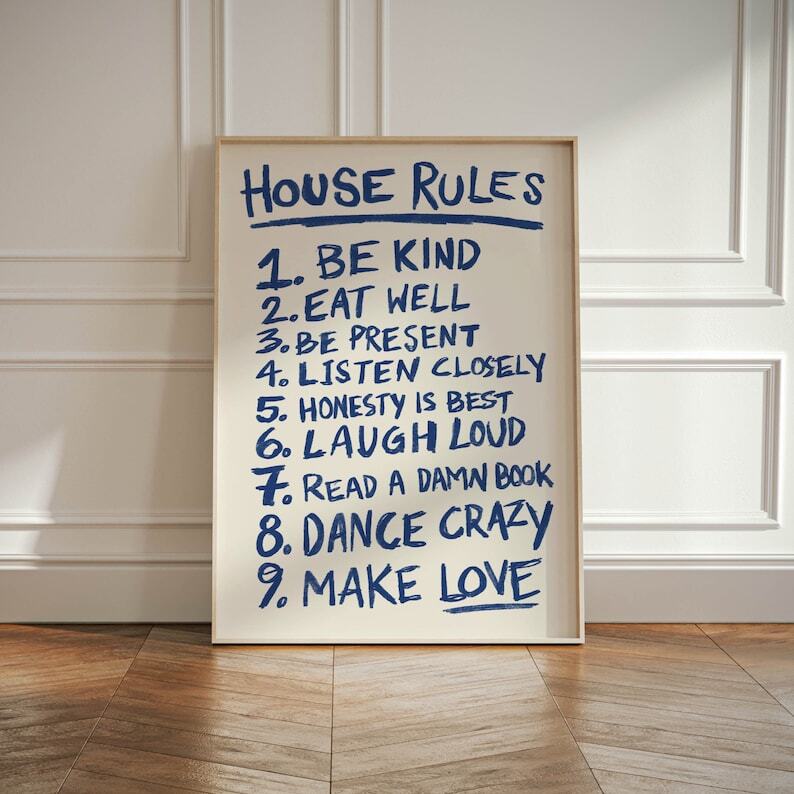 HOUSE RULES
1. BE KIND
2. EAT WELL
3. BE PRESENT
4. LISTEN CLOSELY
5. HONESTY IS BEST
6. LAUGH LOUD
7. READ A DAMN BOOK
8. DANCE CRAZY
9. MAKE LOVE